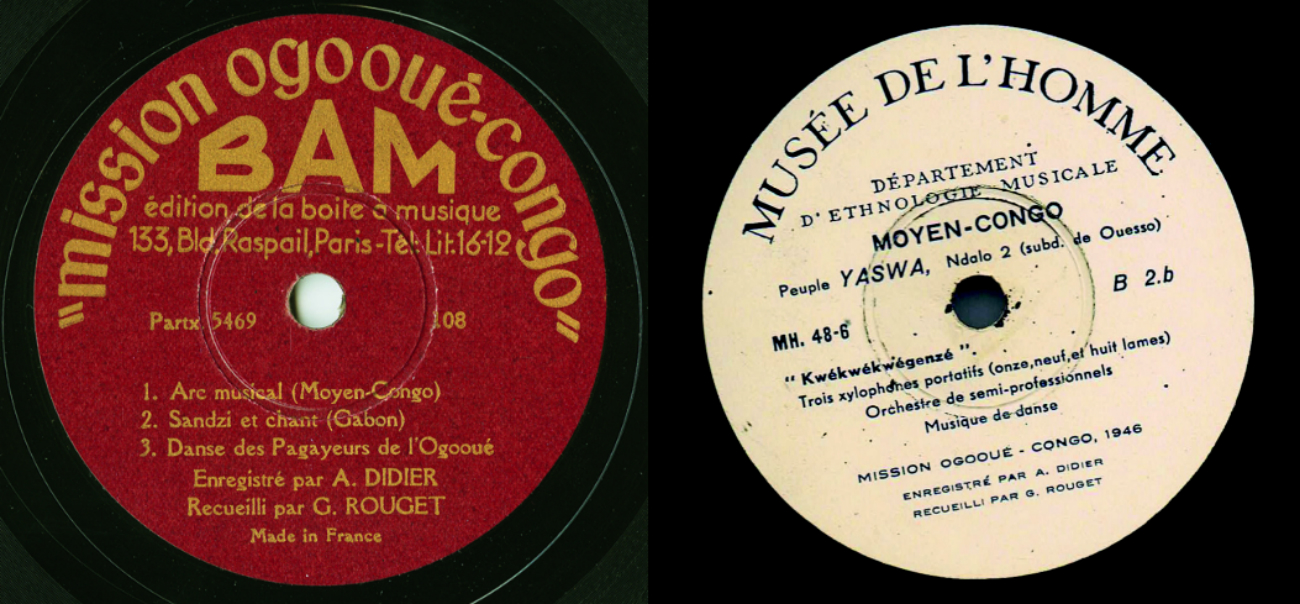 "mission ogooué-congo"
BAM
édition de la boite à musique
133, Bld. Raspail, Paris - Tél: Lit: 16-12
Partx 5469 108
1. Arc musical (Moyen-Congo)
2. Sandzi et chant (Gabon)
3. Danse des Pagayeurs de l'Ogooué
Enregistré par A. DIDIER
Recueilli par G. ROUGET
Made in France
MUSÉE DE L'HOMME
DÉPARTEMENT
D'ETHNOLOGIE MUSICALE
MOYEN-CONGO
Peuple YASWA, Ndalo 2 (subd. de Ouesso)
B 2.b
MH. 48-6
" Kwékwékwégenzé ".
Trois xylophones portatifs (onze, neuf, et huit lames)
Orchestre de semi-professionnels
Musique de danse
MISSION OGOOUÉ - CONGO, 1946
ENREGISTRÉ PAR A. DIDIER
RECUEILLI PAR G. ROUGET